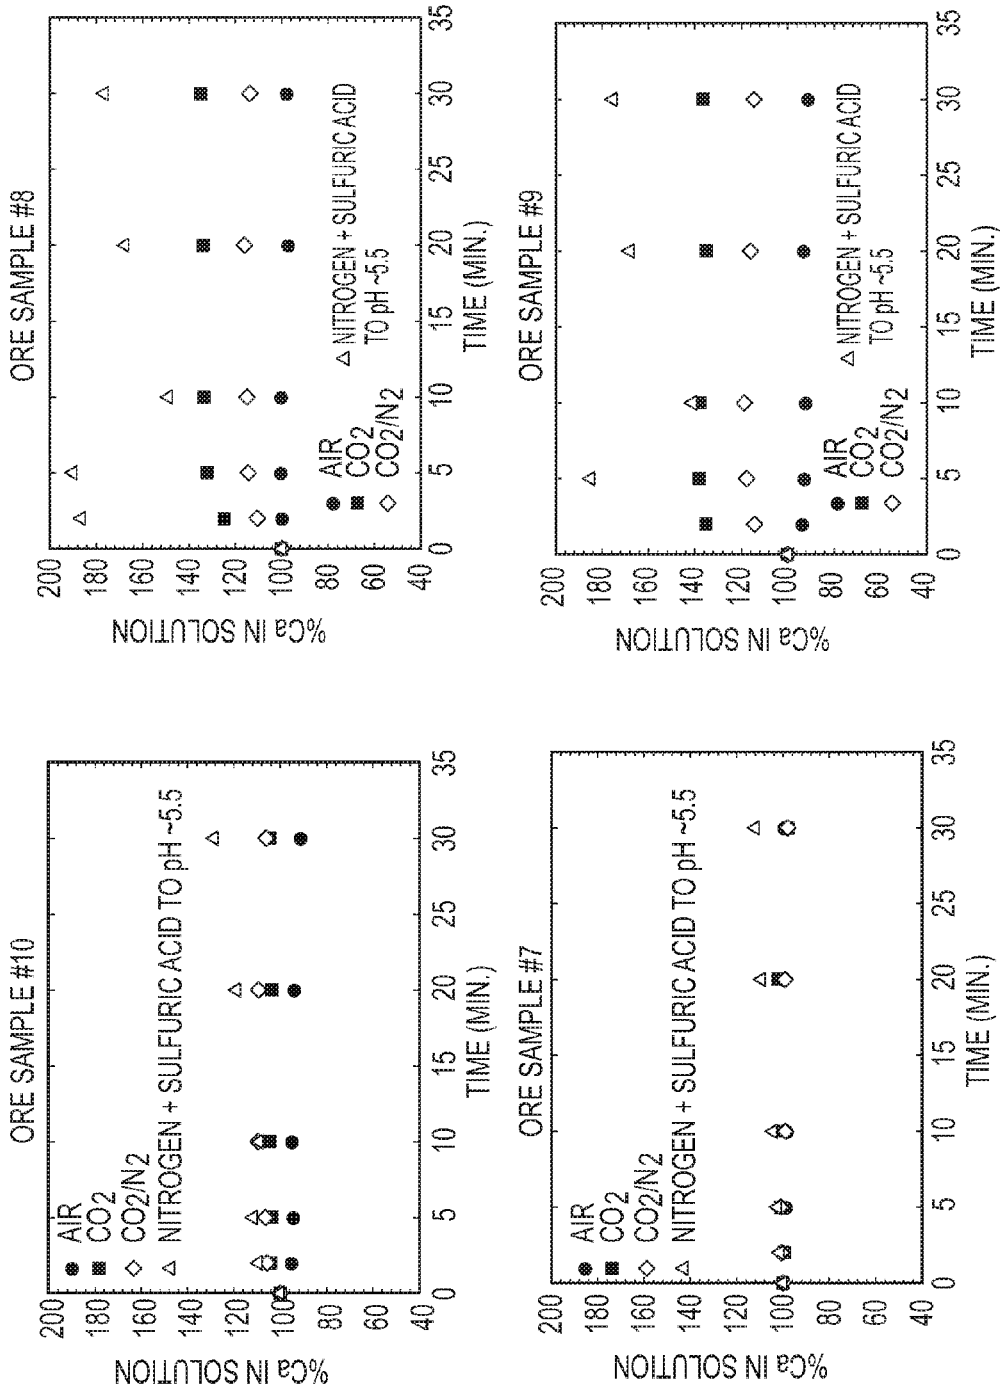 ORE SAMPLE #10
%Ca IN SOLUTION
200
180
160
140
120
100
80
60
40
AIR
CO2
CO2/N2
NITROGEN + SULFURIC ACID TO pH ~5.5
0 5 10 15 20 25 30 35
TIME (MIN.)
ORE SAMPLE #8
%Ca IN SOLUTION
200
180
160
140
120
100
80
60
40
AIR
CO2
CO2/N2
NITROGEN + SULFURIC ACID
TO pH ~5.5
0 5 10 15 20 25 30 35
TIME (MIN.)
ORE SAMPLE #7
%Ca IN SOLUTION
200
180
160
140
120
100
80
60
40
AIR
CO2
CO2/N2
NITROGEN + SULFURIC ACID TO pH ~5.5
0 5 10 15 20 25 30 35
TIME (MIN.)
ORE SAMPLE #9
%Ca IN SOLUTION
200
180
160
140
120
100
80
60
40
AIR
CO2
CO2/N2
NITROGEN + SULFURIC ACID
TO pH ~5.5
0 5 10 15 20 25 30 35
TIME (MIN.)